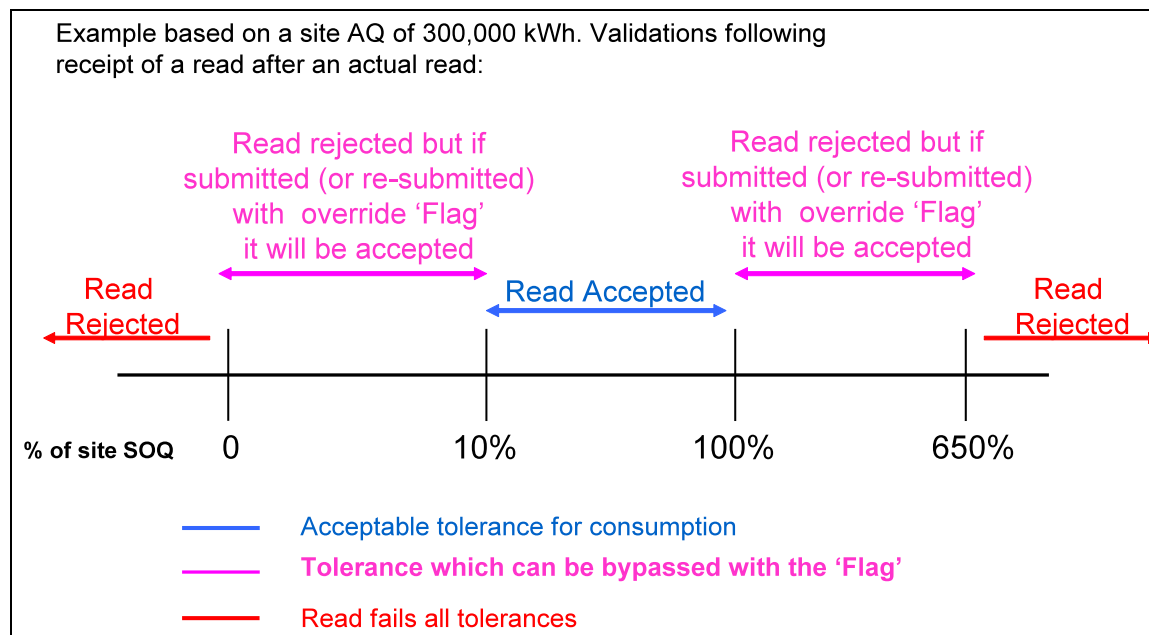 Example based on a site AQ of 300,000 kWh. Validations following
receipt of a read after an actual read:
Read rejected but if
submitted (or re-submitted)
with override ‘Flag’
it will be accepted
Read rejected but if
submitted (or re-submitted)
with override ‘Flag’
it will be accepted
Read
Rejected
Read Accepted
Read
Rejected
% of site SOQ 0 10% 100% 650%
Acceptable tolerance for consumption
Tolerance which can be bypassed with the ‘Flag’
Read fails all tolerances